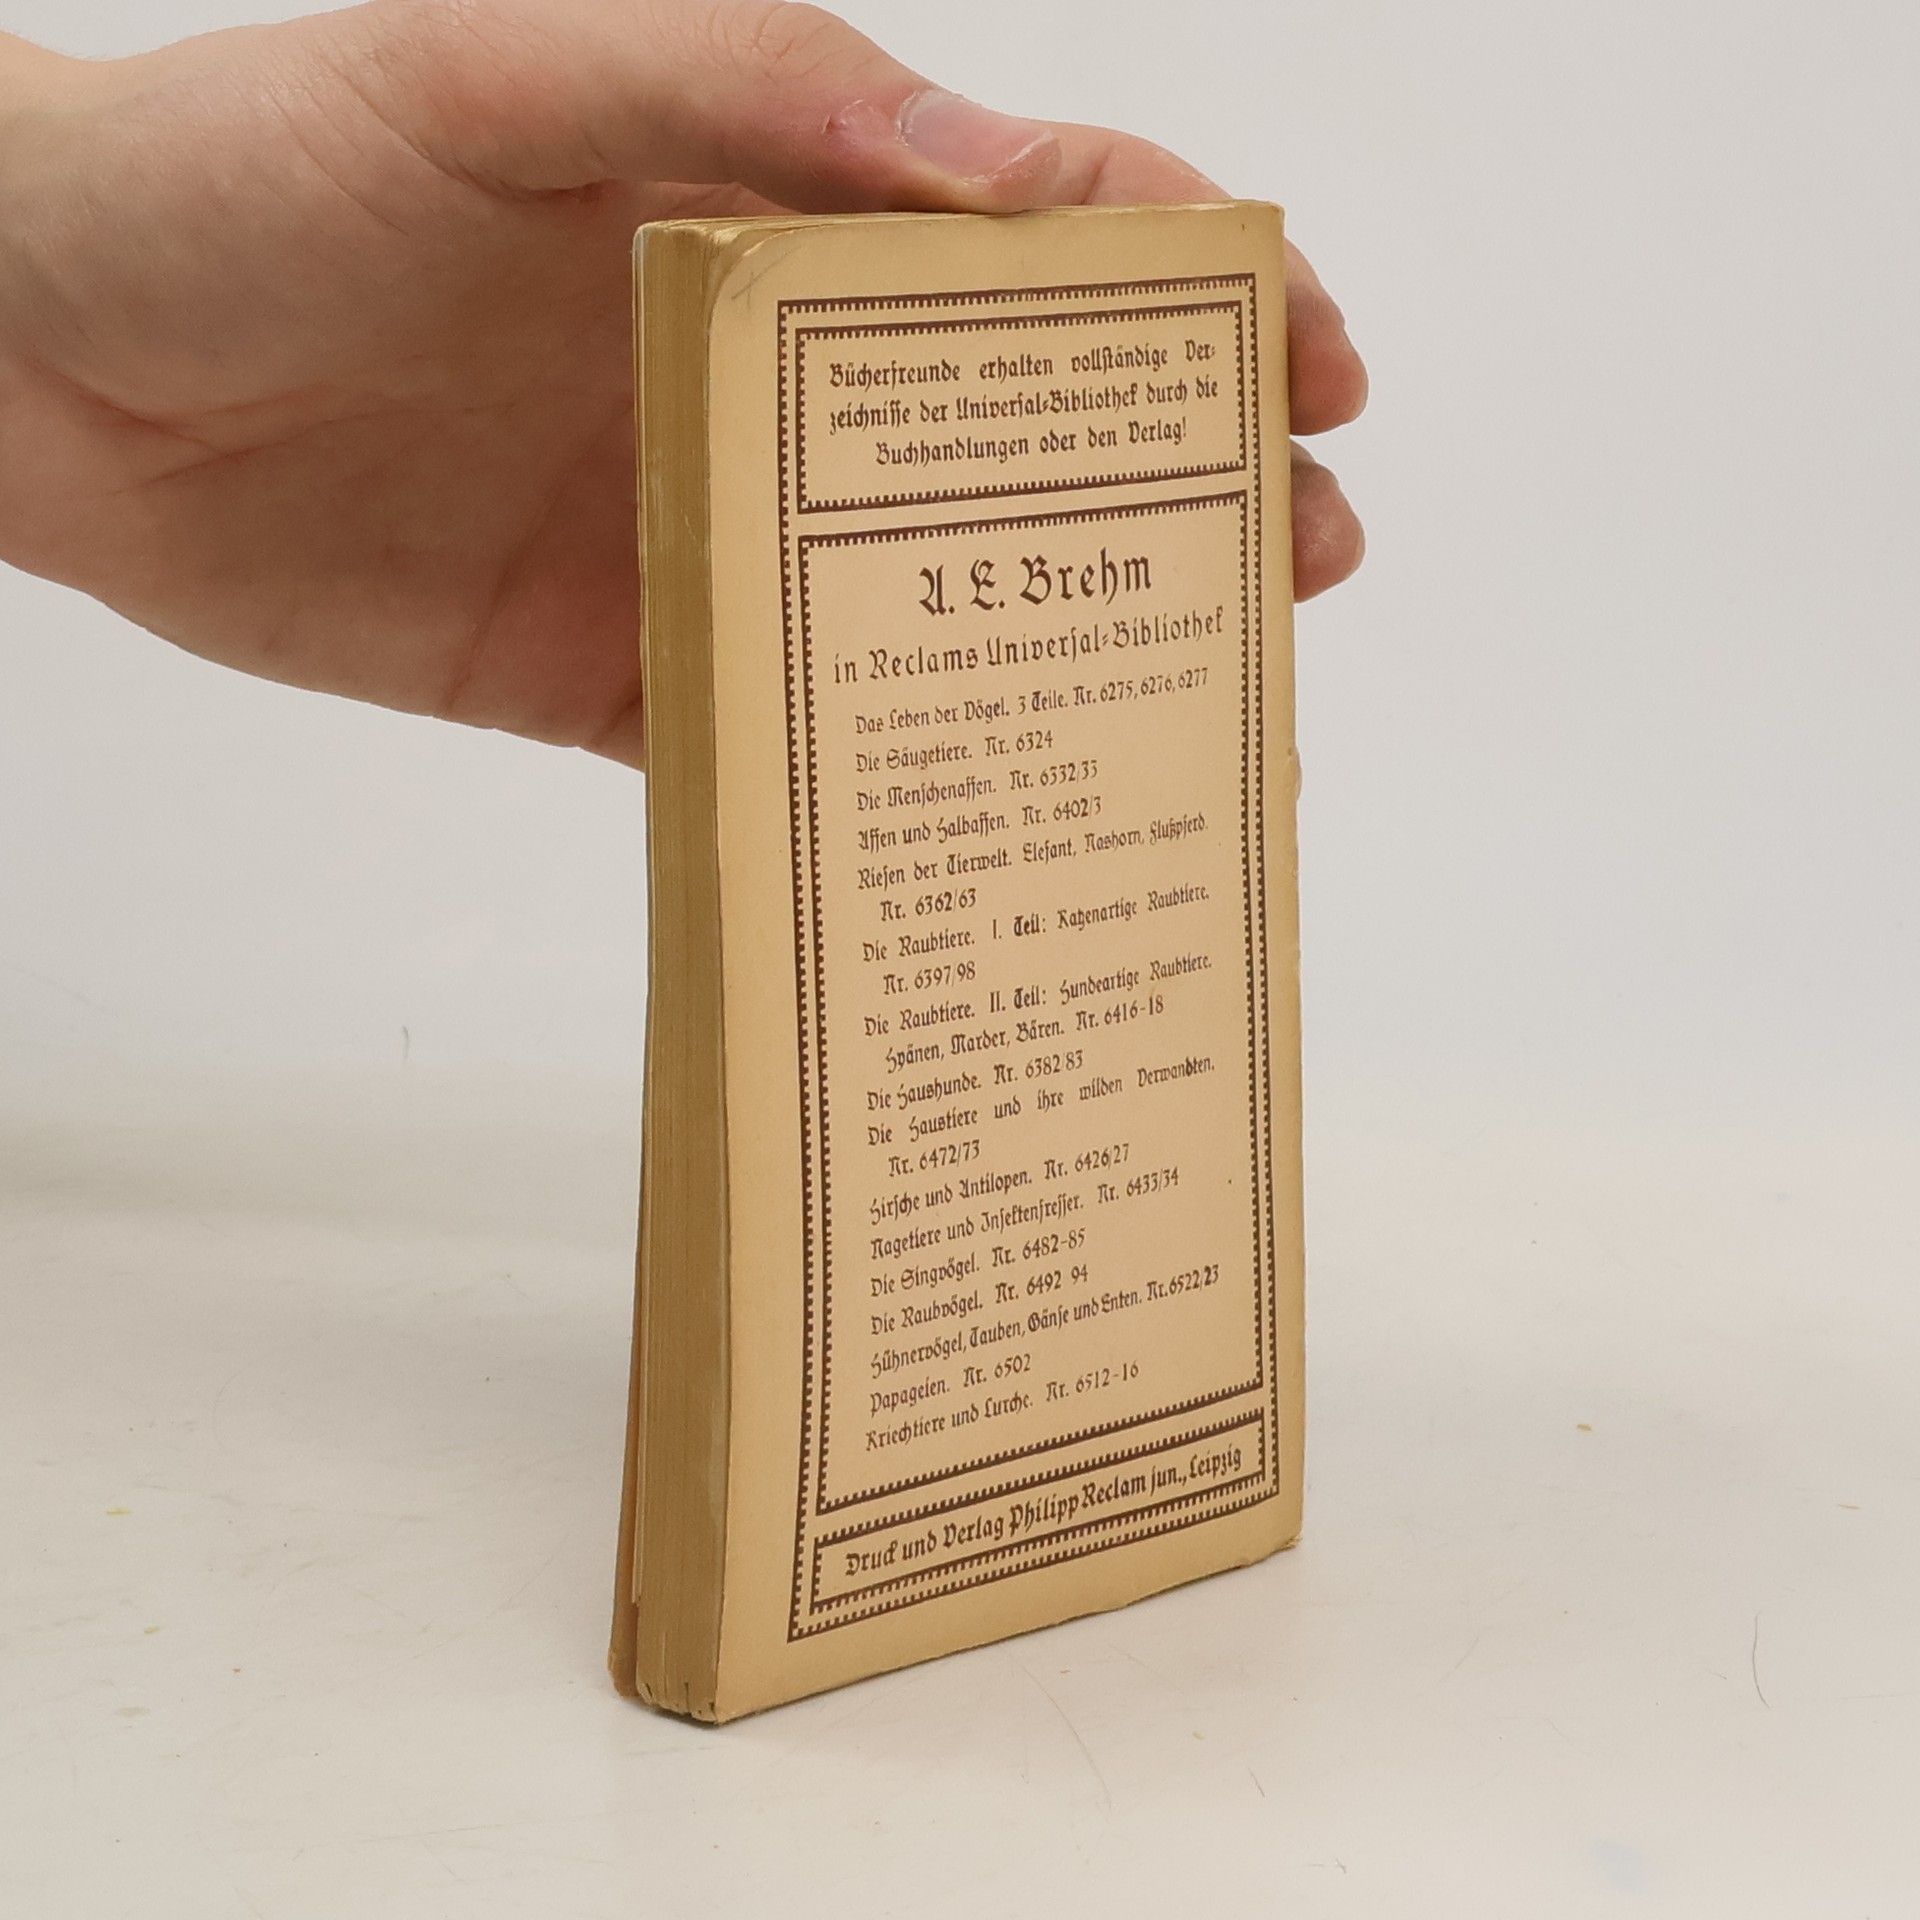 Bücherfreunde erhalten vollständige Ver-
zeichnisse der Universal-Bibliothek durch die
Buchhandlungen oder den Verlag!
A. E. Brehm
in Reclams Universal-Bibliothek
Das Leben der Vögel. 3 Teile. Nr. 6275, 6276, 6277
Die Säugetiere. Nr. 6324
Die Menschenaffen. Nr. 6332/33
Affen und Halbaffen. Nr. 6402/3
Riesen der Tierwelt. Elefant, Nashorn, Flußpferd.
Nr. 6362/63
Die Raubtiere. I. Teil: Katzenartige Raubtiere.
Nr. 6397/98
Die Raubtiere. II. Teil: Hundeartige Raubtiere.
Hyänen, Marder, Bären. Nr. 6416-18
Die Haushunde. Nr. 6382/83
Die Haustiere und ihre wilden Verwandten.
Nr. 6472/73
Hirsche und Antilopen. Nr. 6426/27
Nagetiere und Insektenfresser. Nr. 6433/34
Die Singvögel. Nr. 6482-85
Die Raubvögel. Nr. 6492 94
Hühnervögel, Tauben, Gänse und Enten. Nr. 6522/23
Papageien. Nr. 6502
Kriechtiere und Lurche. Nr. 6512-16
Druck und Verlag Philipp Reclam jun., Leipzig